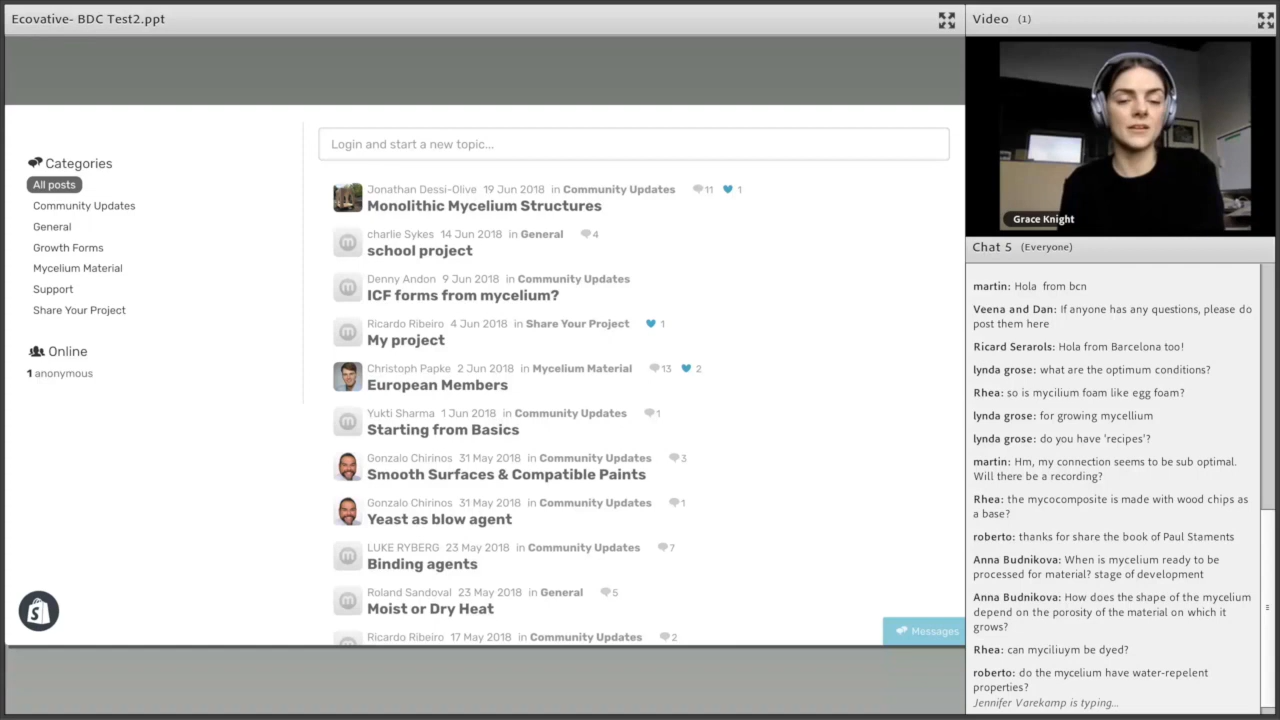 Ecovative- BDC Test2.ppt
Categories
All posts
Community Updates
General
Growth Forms
Mycelium Material
Support
Share Your Project
Online
1 anonymous
Login and start a new topic...
Jonathan Dessi-Olive 19 Jun 2018 in Community Updates 11 1
Monolithic Mycelium Structures
charlie Sykes 14 Jun 2018 in General 4
school project
Denny Andon 9 Jun 2018 in Community Updates
ICF forms from mycelium?
Ricardo Ribeiro 4 Jun 2018 in Share Your Project 1
My project
Christoph Papke 2 Jun 2018 in Mycelium Material 13 2
European Members
Yukti Sharma 1 Jun 2018 in Community Updates 1
Starting from Basics
Gonzalo Chirinos 31 May 2018 in Community Updates 3
Smooth Surfaces & Compatible Paints
Gonzalo Chirinos 31 May 2018 in Community Updates 1
Yeast as blow agent
LUKE RYBERG 23 May 2018 in Community Updates 7
Binding agents
Roland Sandoval 23 May 2018 in General 5
Moist or Dry Heat
Ricardo Ribeiro 17 May 2018 in Community Updates 2
Messages
Video (1)
Grace Knight
Chat 5 (Everyone)
martin: Hola from bcn
Veena and Dan: If anyone has any questions, please do
post them here
Ricard Serarols: Hola from Barcelona too!
lynda grose: what are the optimum conditions?
Rhea: so is mycilium foam like egg foam?
lynda grose: for growing mycellium
lynda grose: do you have 'recipes'?
martin: Hm, my connection seems to be sub optimal.
Will there be a recording?
Rhea: the mycocomposite is made with wood chips as
a base?
roberto: thanks for share the book of Paul Staments
Anna Budnikova: When is mycelium ready to be
processed for material? stage of development
Anna Budnikova: How does the shape of the mycelium
depend on the porosity of the material on which it
grows?
Rhea: can myciliuym be dyed?
roberto: do the mycelium have water-repelent
properties?
Jennifer Varekamp is typing...